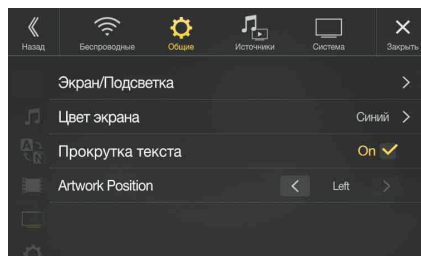 Назад Беспроводные Общие Источники Система Закрыть
Экран/Подсветка
Цвет экрана Синий
Прокрутка текста On
Artwork Position Left